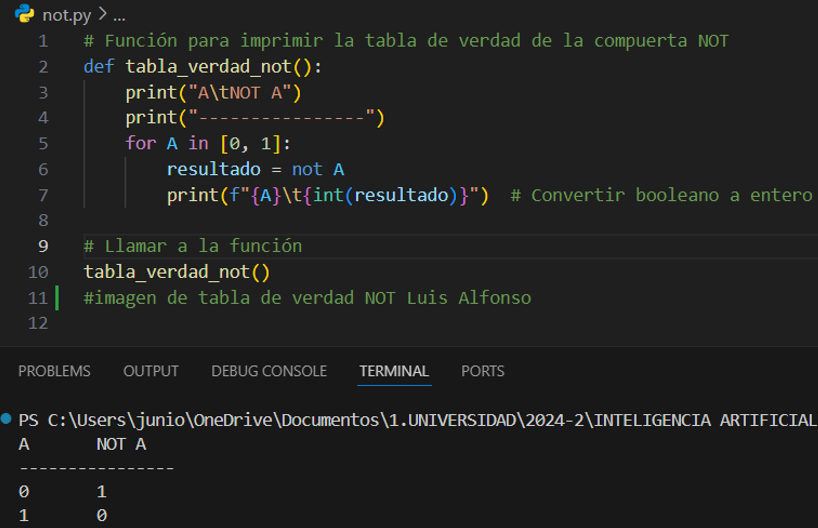 not.py > ...
1 # Función para imprimir la tabla de verdad de la compuerta NOT
2 def tabla_verdad_not():
3     print("A\tNOT A")
4     print("----------------")
5     for A in [0, 1]:
6         resultado = not A
7         print(f"{A}\t{int(resultado)}")  # Convertir booleano a entero
8
9 # Llamar a la función
10 tabla_verdad_not()
11 #imagen de tabla de verdad NOT Luis Alfonso
12
PROBLEMS OUTPUT DEBUG CONSOLE TERMINAL PORTS
PS C:\Users\junio\OneDrive\Documentos\1.UNIVERSIDAD\2024-2\INTELIGENCIA ARTIFICIAL
A       NOT A
----------------
0       1
1       0